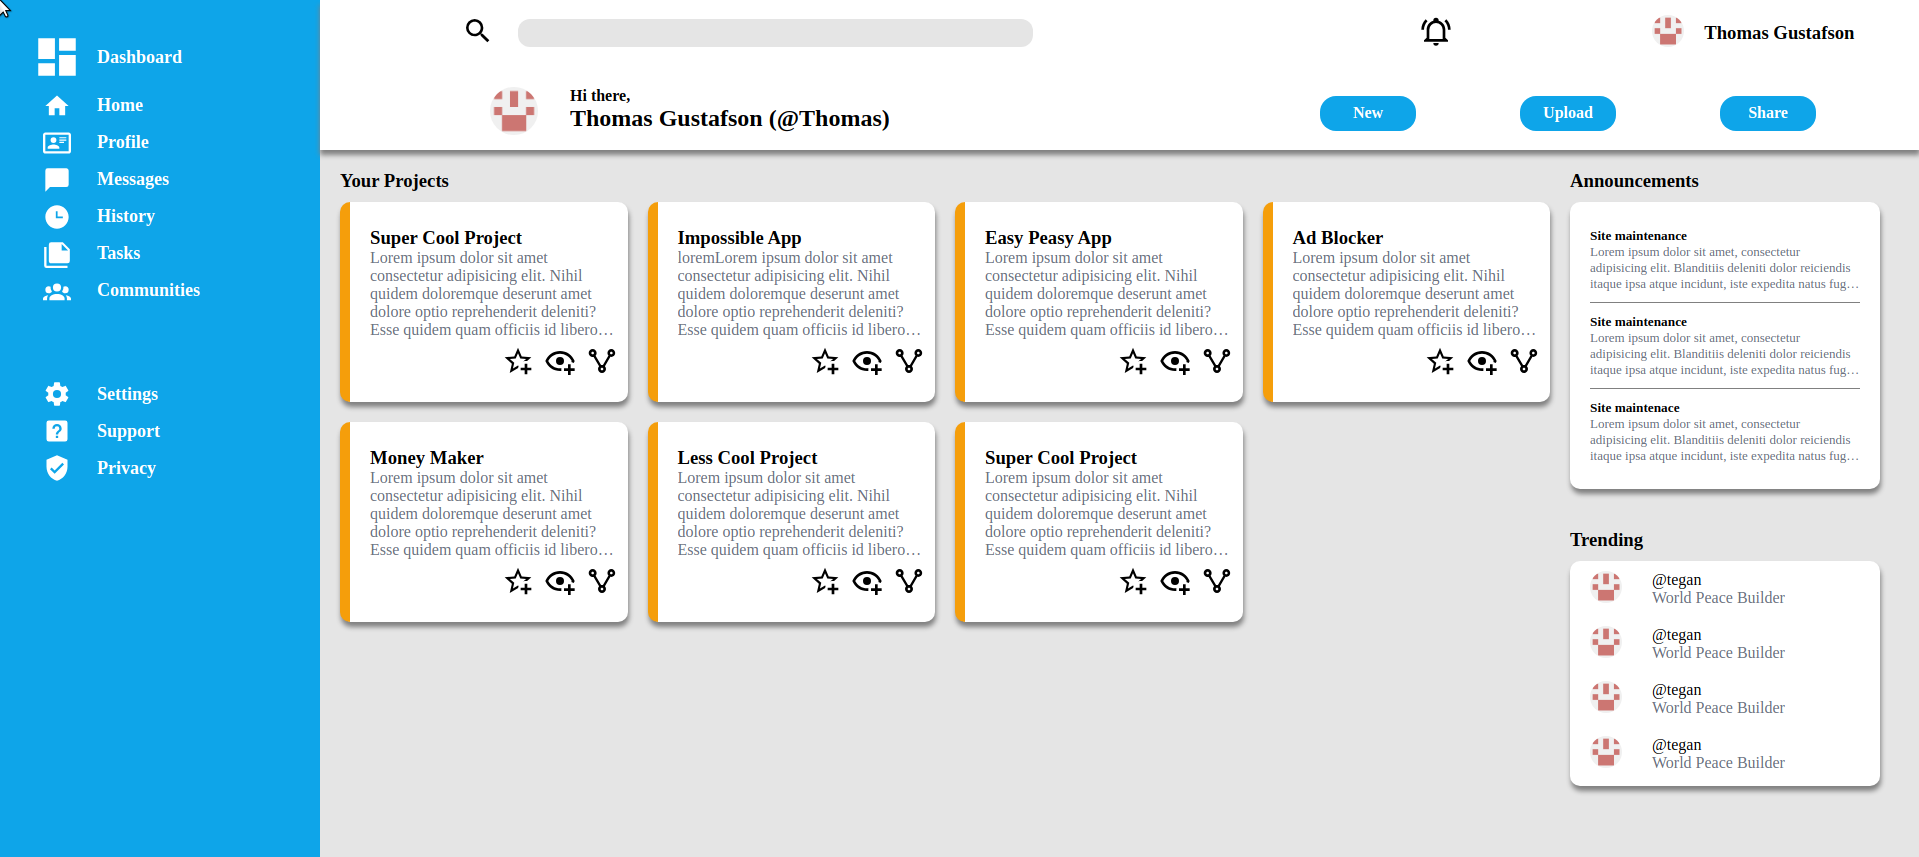 Dashboard
Home
Profile
Messages
History
Tasks
Communities
Settings
Support
Privacy
Thomas Gustafson
Hi there,
Thomas Gustafson (@Thomas)
New
Upload
Share
Your Projects
Super Cool Project
Lorem ipsum dolor sit amet
consectetur adipisicing elit. Nihil
quidem doloremque deserunt amet
dolore optio reprehenderit deleniti?
Esse quidem quam officiis id libero…
Impossible App
loremLorem ipsum dolor sit amet
consectetur adipisicing elit. Nihil
quidem doloremque deserunt amet
dolore optio reprehenderit deleniti?
Esse quidem quam officiis id libero…
Easy Peasy App
Lorem ipsum dolor sit amet
consectetur adipisicing elit. Nihil
quidem doloremque deserunt amet
dolore optio reprehenderit deleniti?
Esse quidem quam officiis id libero…
Ad Blocker
Lorem ipsum dolor sit amet
consectetur adipisicing elit. Nihil
quidem doloremque deserunt amet
dolore optio reprehenderit deleniti?
Esse quidem quam officiis id libero…
Money Maker
Lorem ipsum dolor sit amet
consectetur adipisicing elit. Nihil
quidem doloremque deserunt amet
dolore optio reprehenderit deleniti?
Esse quidem quam officiis id libero…
Less Cool Project
Lorem ipsum dolor sit amet
consectetur adipisicing elit. Nihil
quidem doloremque deserunt amet
dolore optio reprehenderit deleniti?
Esse quidem quam officiis id libero…
Super Cool Project
Lorem ipsum dolor sit amet
consectetur adipisicing elit. Nihil
quidem doloremque deserunt amet
dolore optio reprehenderit deleniti?
Esse quidem quam officiis id libero…
Announcements
Site maintenance
Lorem ipsum dolor sit amet, consectetur
adipisicing elit. Blanditiis deleniti dolor reiciendis
itaque ipsa atque incidunt, iste expedita natus fug…
Site maintenance
Lorem ipsum dolor sit amet, consectetur
adipisicing elit. Blanditiis deleniti dolor reiciendis
itaque ipsa atque incidunt, iste expedita natus fug…
Site maintenace
Lorem ipsum dolor sit amet, consectetur
adipisicing elit. Blanditiis deleniti dolor reiciendis
itaque ipsa atque incidunt, iste expedita natus fug…
Trending
@tegan
World Peace Builder
@tegan
World Peace Builder
@tegan
World Peace Builder
@tegan
World Peace Builder